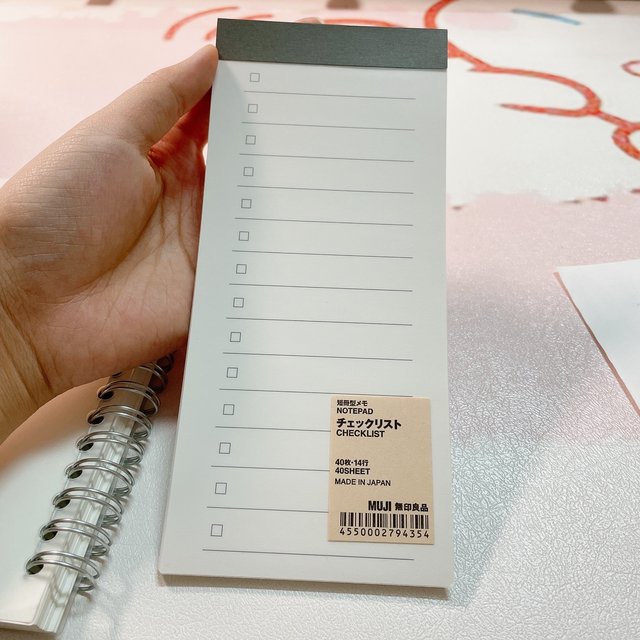 短冊型メモ
NOTEPAD
チェックリスト
CHECKLIST
40枚・14行
40SHEET
MADE IN JAPAN
MUJI 無印良品
4550002794354